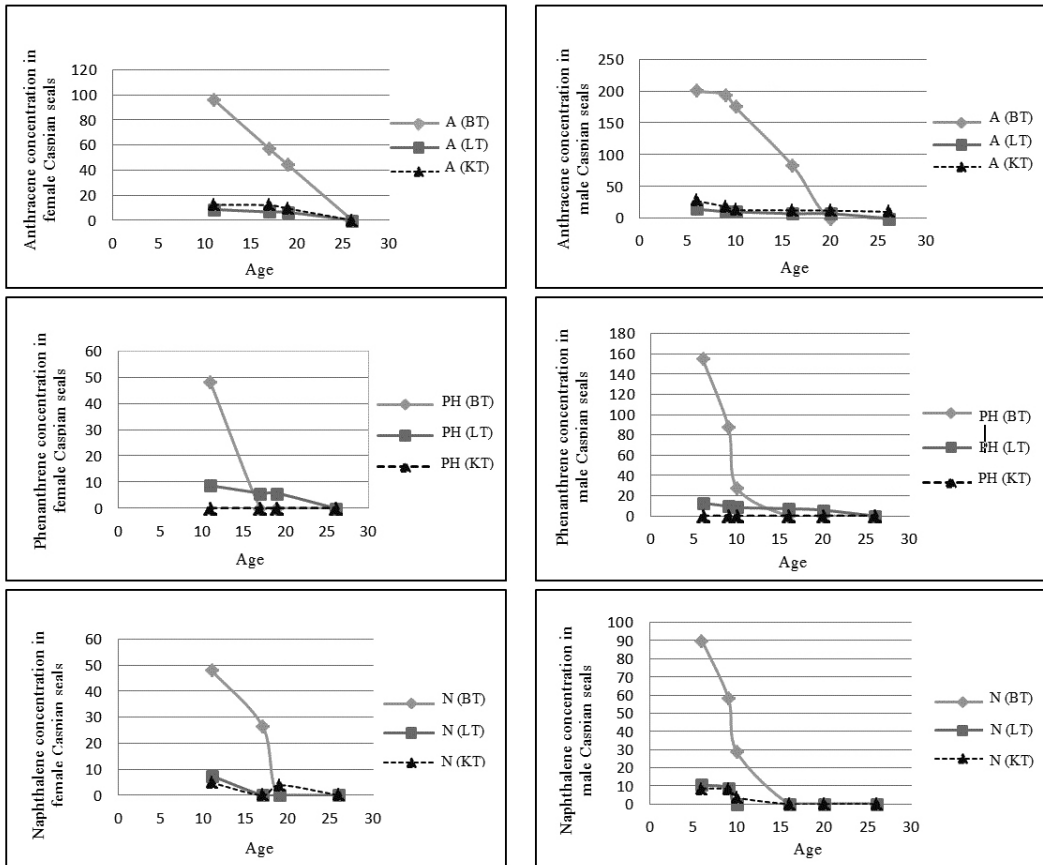 Anthracene concentration in
female Caspian seals
120
100
80
60
40
20
0
0 5 10 15 20 25 30
Age
A (BT)
A (LT)
A (KT)
Anthracene concentration in
male Caspian seals
250
200
150
100
50
0
0 5 10 15 20 25 30
Age
A (BT)
A (LT)
A (KT)
Phenanthrene concentration in
female Caspian seals
60
50
40
30
20
10
0
0 5 10 15 20 25 30
Age
PH (BT)
PH (LT)
PH (KT)
Phenanthrene concentration in
male Caspian seals
180
160
140
120
100
80
60
40
20
0
0 5 10 15 20 25 30
Age
PH (BT)
PH (LT)
PH (KT)
Naphthalene concentration in
female Caspian seals
60
50
40
30
20
10
0
0 5 10 15 20 25 30
Age
N (BT)
N (LT)
N (KT)
Naphthalene concentration in
male Caspian seals
100
90
80
70
60
50
40
30
20
10
0
0 5 10 15 20 25 30
Age
N (BT)
N (LT)
N (KT)